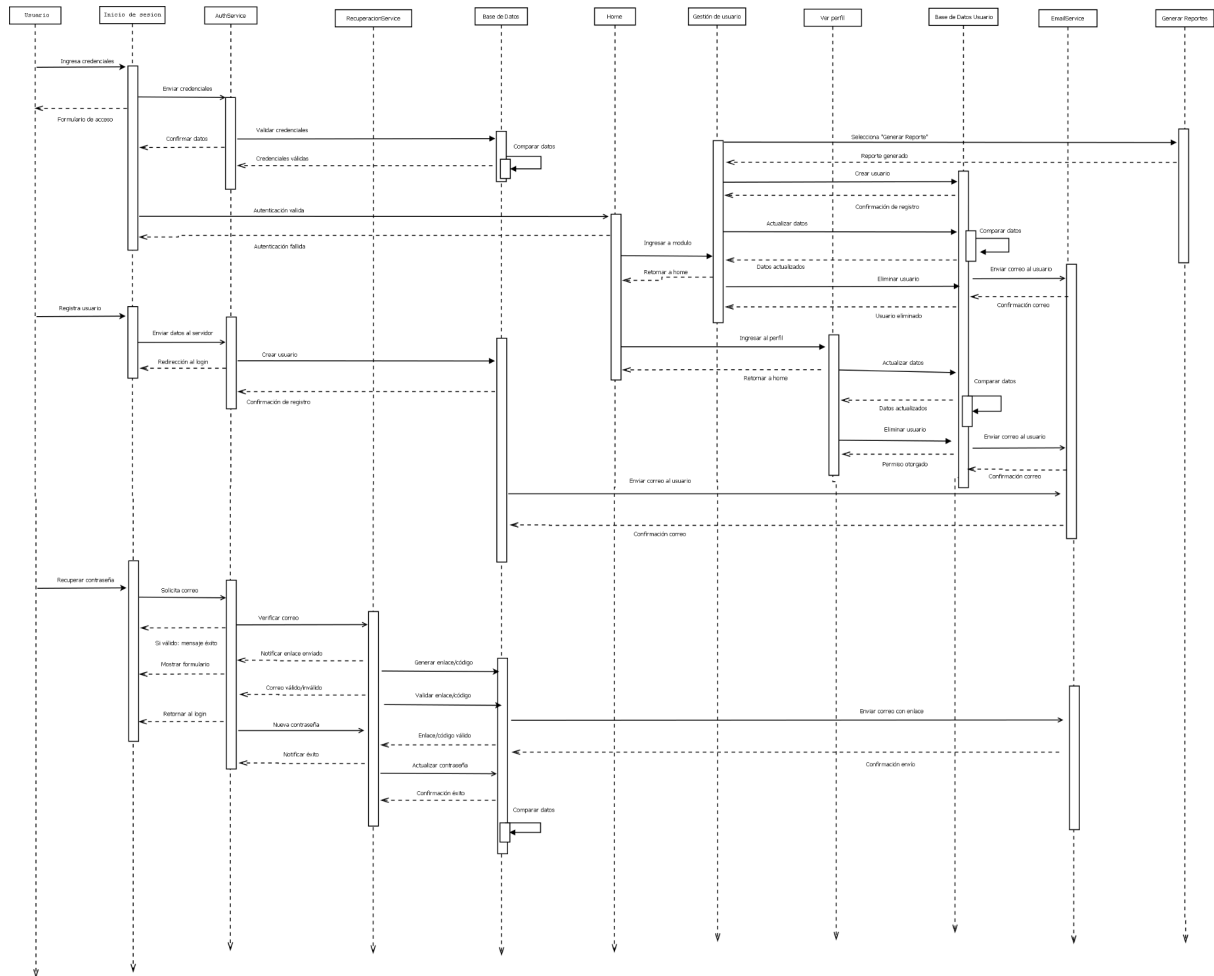 Usuario
Inicio de sesion
AuthService
RecuperacionService
Base de Datos
Home
Gestión de usuario
Ver perfil
Base de Datos Usuario
EmailService
Generar Reportes
Ingresa credenciales
Enviar credenciales
Formulario de acceso
Validar credenciales
Selecciona "Generar Reporte"
Confirmar datos
Comparar datos
Credenciales válidas
Reporte generado
Crear usuario
Confirmación de registro
Autenticación valida
Actualizar datos
Comparar datos
Autenticación fallida
Ingresar a modulo
Datos actualizados
Enviar correo al usuario
Retornar a home
Eliminar usuario
Confirmación correo
Registra usuario
Usuario eliminado
Enviar datos al servidor
Ingresar al perfil
Crear usuario
Redirección al login
Actualizar datos
Retornar a home
Comparar datos
Confirmación de registro
Datos actualizados
Eliminar usuario
Enviar correo al usuario
Permiso otorgado
Confirmación correo
Enviar correo al usuario
Confirmación correo
Recuperar contraseña
Solicita correo
Verificar correo
Si válido: mensaje éxito
Notificar enlace enviado
Mostrar formulario
Generar enlace/código
Correo válido/inválido
Validar enlace/código
Retornar al login
Enviar correo con enlace
Nueva contraseña
Enlace/código válido
Notificar éxito
Actualizar contraseña
Confirmación envío
Confirmación éxito
Comparar datos